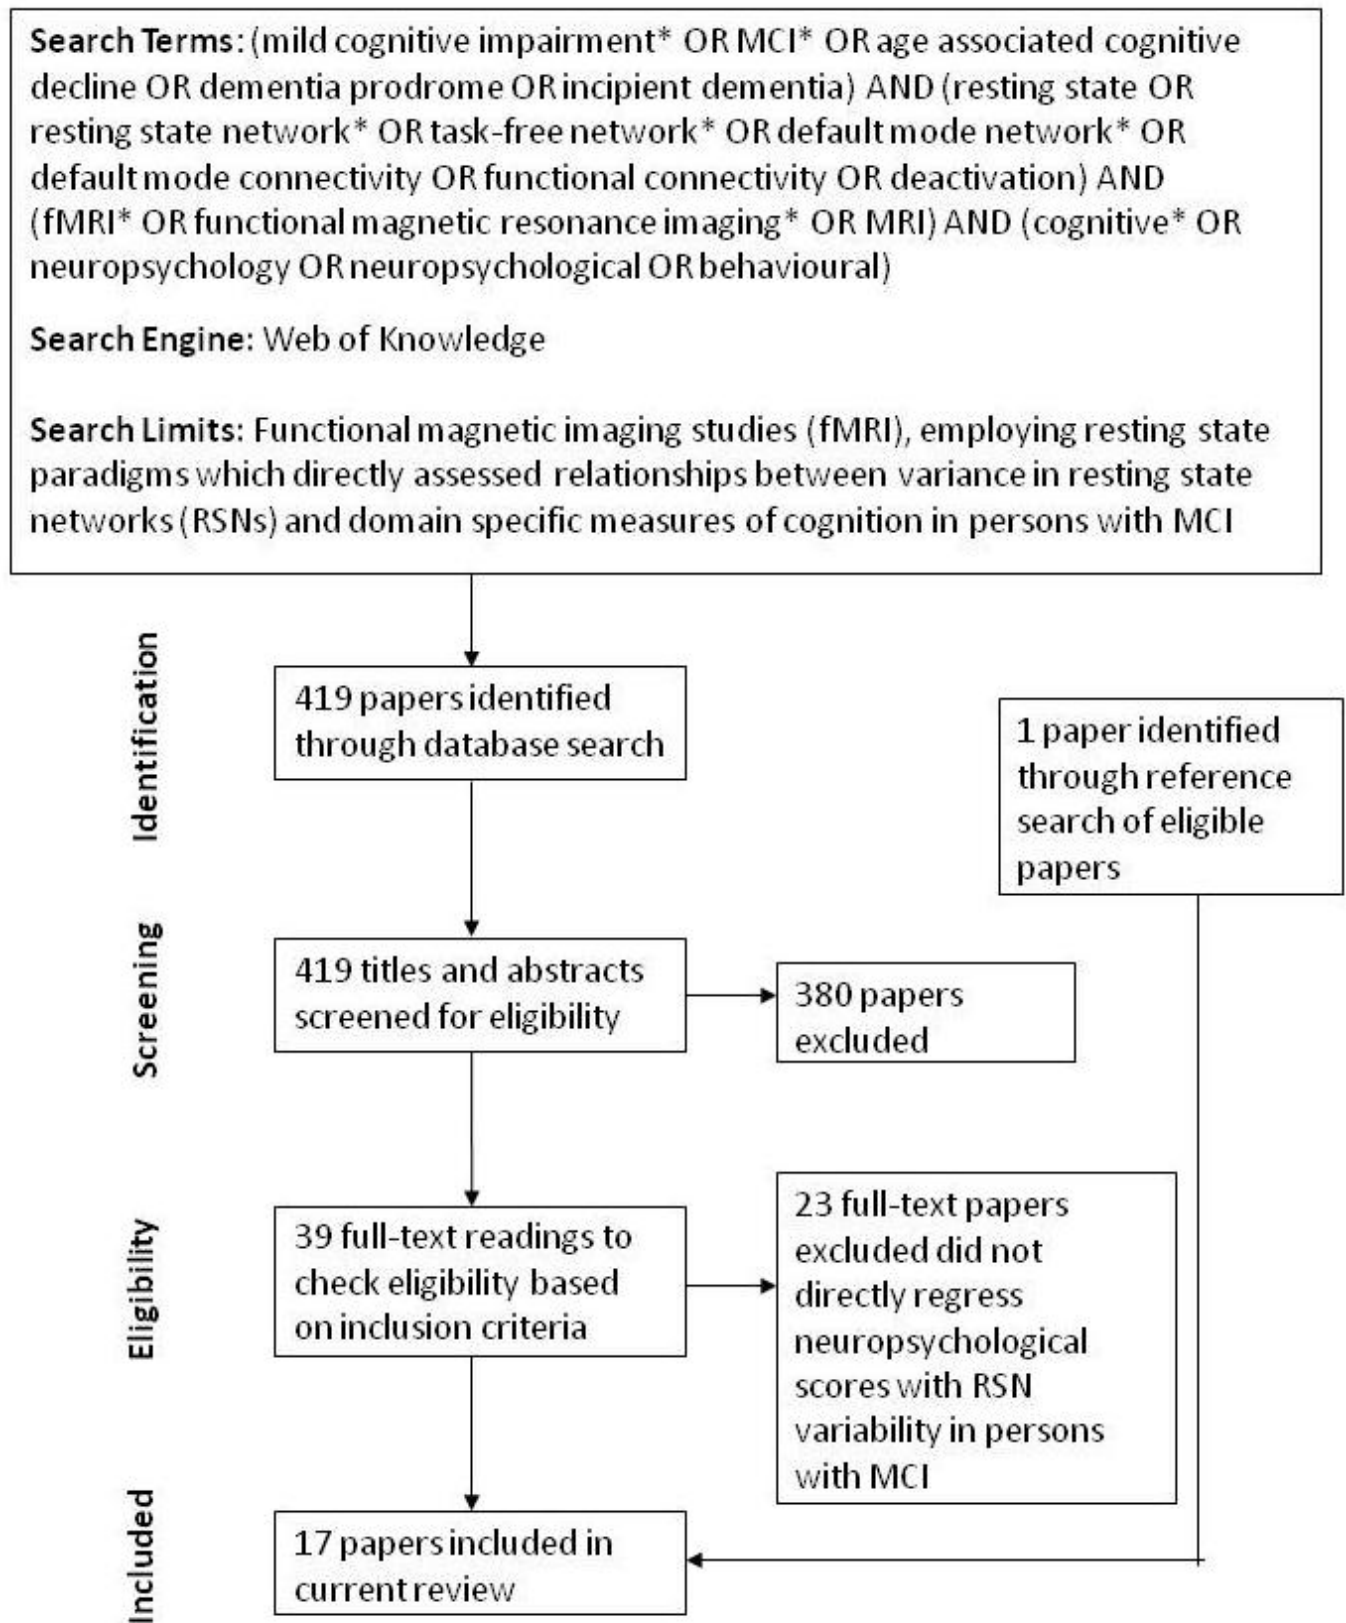 Search Terms: (mild cognitive impairment* OR MCI* OR age associated cognitive
decline OR dementia prodrome OR incipient dementia) AND (resting state OR
resting state network* OR task-free network* OR default mode network* OR
default mode connectivity OR functional connectivity OR deactivation) AND
(fMRI* OR functional magnetic resonance imaging* OR MRI) AND (cognitive* OR
neuropsychology OR neuropsychological OR behavioural)
Search Engine: Web of Knowledge
Search Limits: Functional magnetic imaging studies (fMRI), employing resting state
paradigms which directly assessed relationships between variance in resting state
networks (RSNs) and domain specific measures of cognition in persons with MCI
Identification
419 papers identified
through database search
1 paper identified
through reference
search of eligible
papers
Screening
419 titles and abstracts
screened for eligibility
380 papers
excluded
Eligibility
39 full-text readings to
check eligibility based
on inclusion criteria
23 full-text papers
excluded did not
directly regress
neuropsychological
scores with RSN
variability in persons
with MCI
Included
17 papers included in
current review